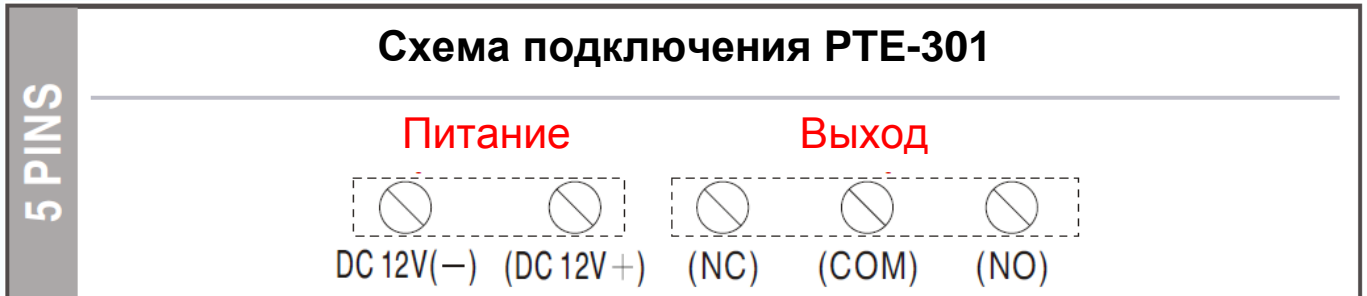 Схема подключения PTE-301
5 PINS
Питание Выход
DC 12V(−) (DC 12V+) (NC) (COM) (NO)